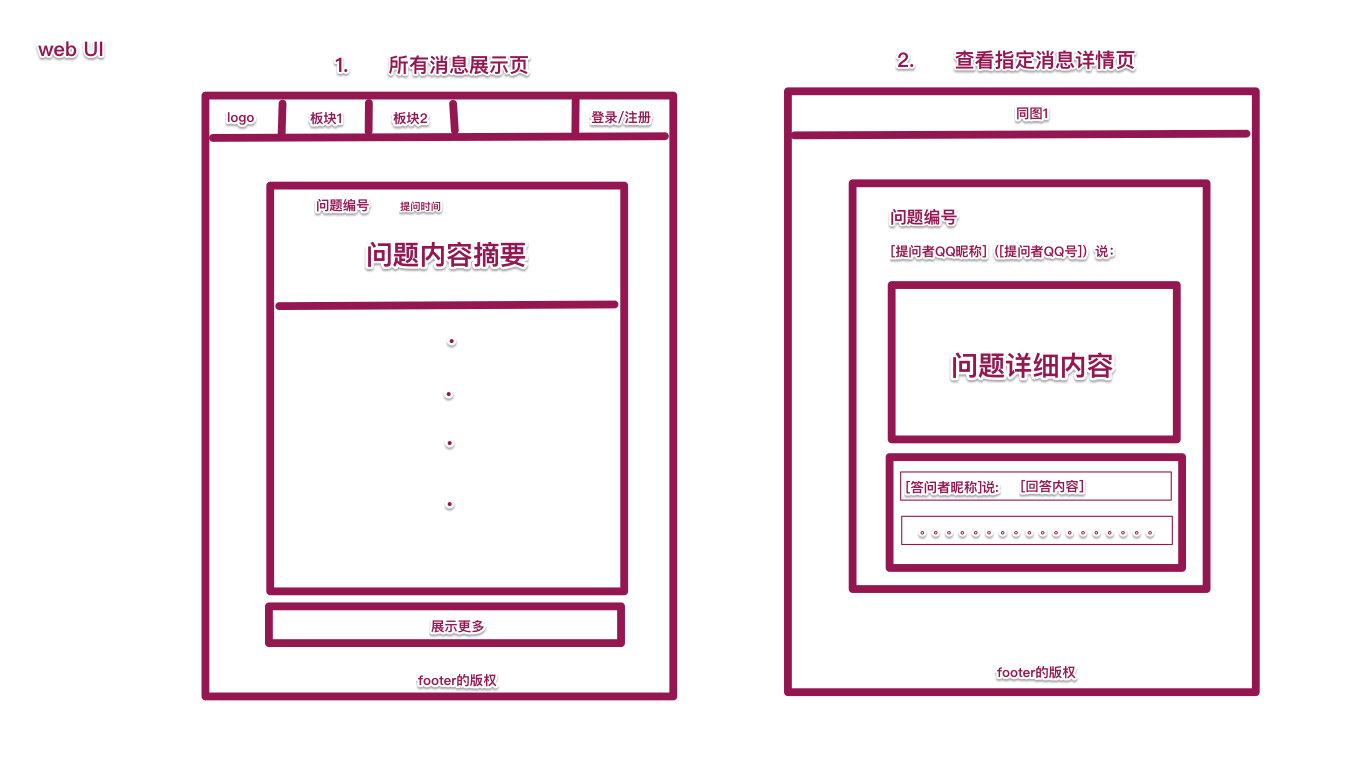 web UI
1. 所有消息展示页
logo 板块1 板块2 登录/注册
问题编号 提问时间
问题内容摘要
展示更多
footer的版权
2. 查看指定消息详情页
同图1
问题编号
[提问者QQ昵称]（[提问者QQ号]）说：
问题详细内容
[答问者昵称]说: [回答内容]
。。。。。。。。。。。。。。。。。。
footer的版权